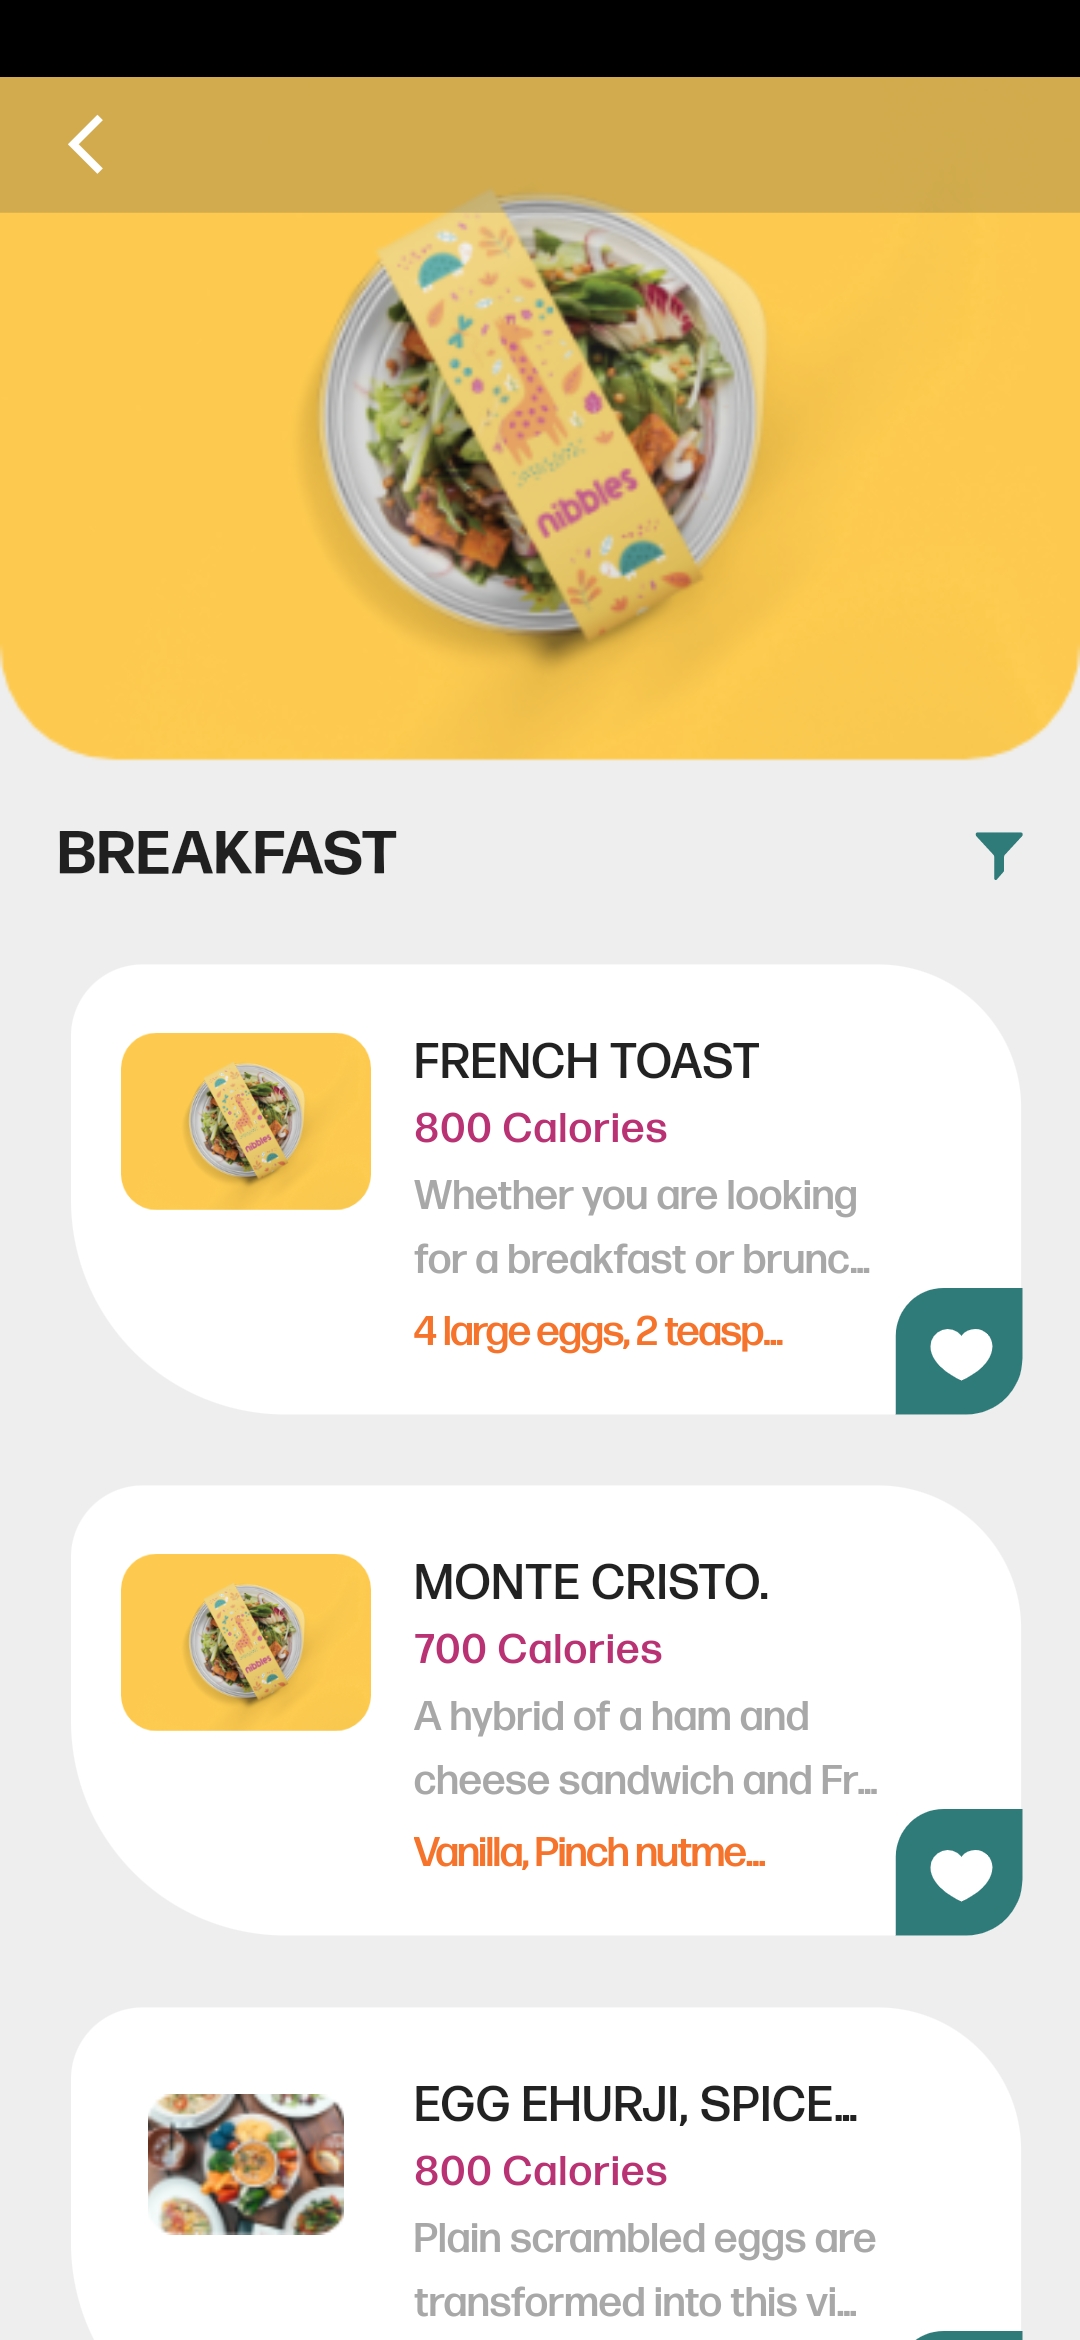 nibbles
BREAKFAST
FRENCH TOAST
800 Calories
Whether you are looking
for a breakfast or brunc...
4 large eggs, 2 teasp...
nibbles
MONTE CRISTO.
700 Calories
A hybrid of a ham and
cheese sandwich and Fr...
Vanilla, Pinch nutme...
nibbles
EGG EHURJI, SPICE...
800 Calories
Plain scrambled eggs are
transformed into this vi...